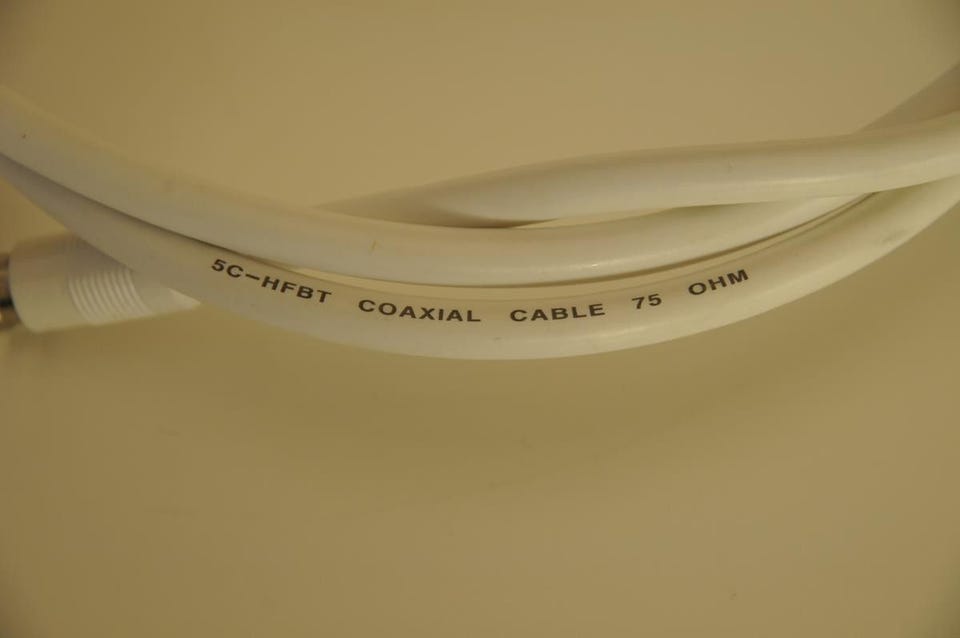 5C-HFBT COAXIAL CABLE 75 OHM